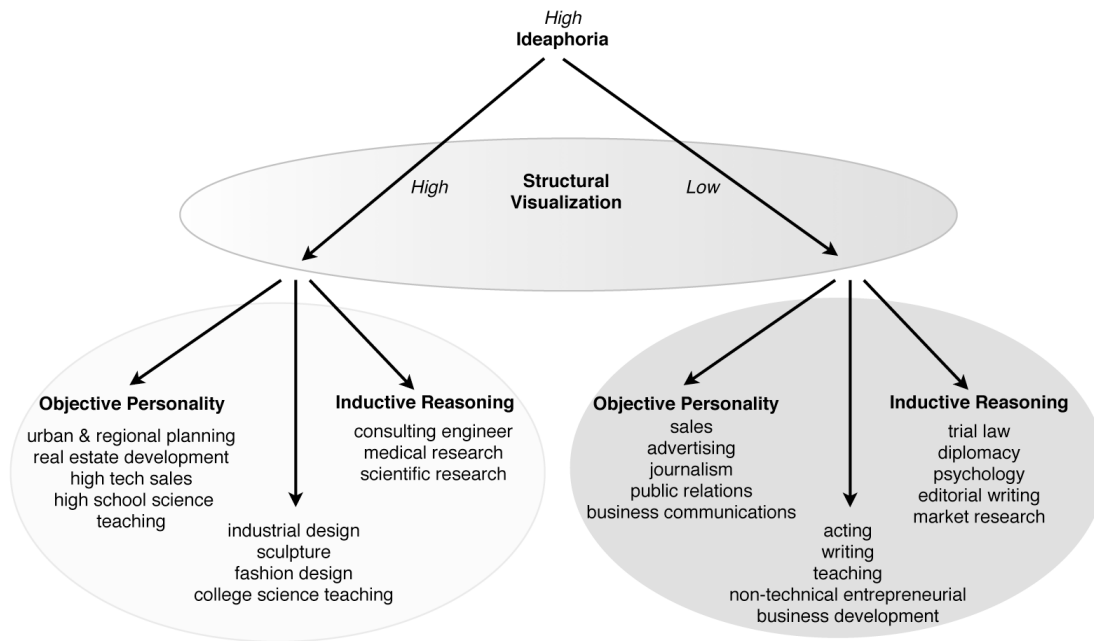 High
Ideaphoria
High
Structural
Visualization
Low
Objective Personality
urban & regional planning
real estate development
high tech sales
high school science
teaching
Inductive Reasoning
consulting engineer
medical research
scientific research
industrial design
sculpture
fashion design
college science teaching
Objective Personality
sales
advertising
journalism
public relations
business communications
Inductive Reasoning
trial law
diplomacy
psychology
editorial writing
market research
acting
writing
teaching
non-technical entrepreneurial
business development